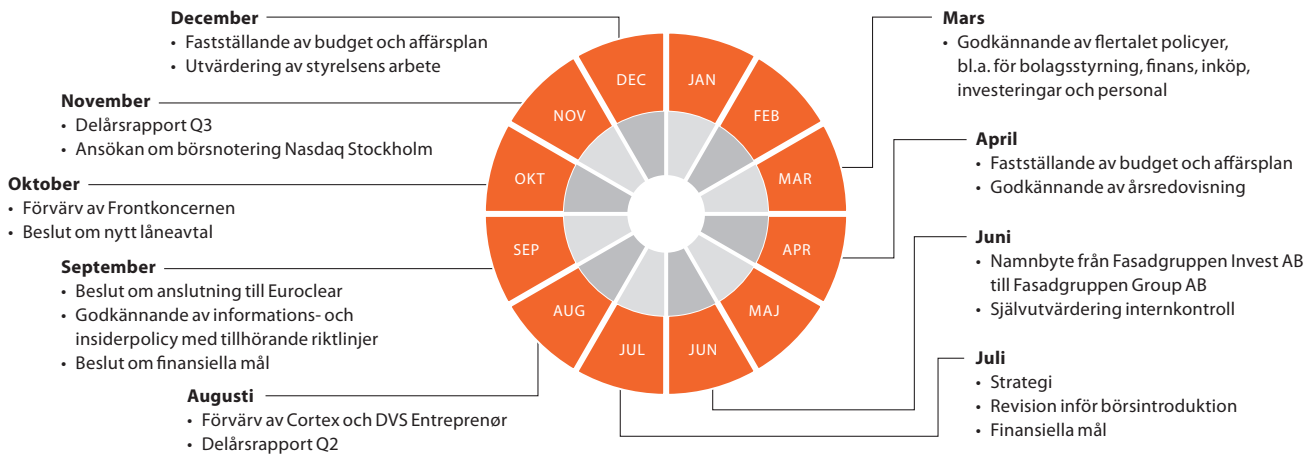 December
• Fastställande av budget och affärsplan
• Utvärdering av styrelsens arbete
November
• Delårsrapport Q3
• Ansökan om börsnotering Nasdaq Stockholm
Oktober
• Förvärv av Frontkoncernen
• Beslut om nytt låneavtal
September
• Beslut om anslutning till Euroclear
• Godkännande av informations- och
insiderpolicy med tillhörande riktlinjer
• Beslut om finansiella mål
Augusti
• Förvärv av Cortex och DVS Entreprenør
• Delårsrapport Q2
JAN
FEB
MAR
APR
MAJ
JUN
JUL
AUG
SEP
OKT
NOV
DEC
Mars
• Godkännande av flertalet policyer,
bl.a. för bolagsstyrning, finans, inköp,
investeringar och personal
April
• Fastställande av budget och affärsplan
• Godkännande av årsredovisning
Juni
• Namnbyte från Fasadgruppen Invest AB
till Fasadgruppen Group AB
• Självutvärdering internkontroll
Juli
• Strategi
• Revision inför börsintroduktion
• Finansiella mål